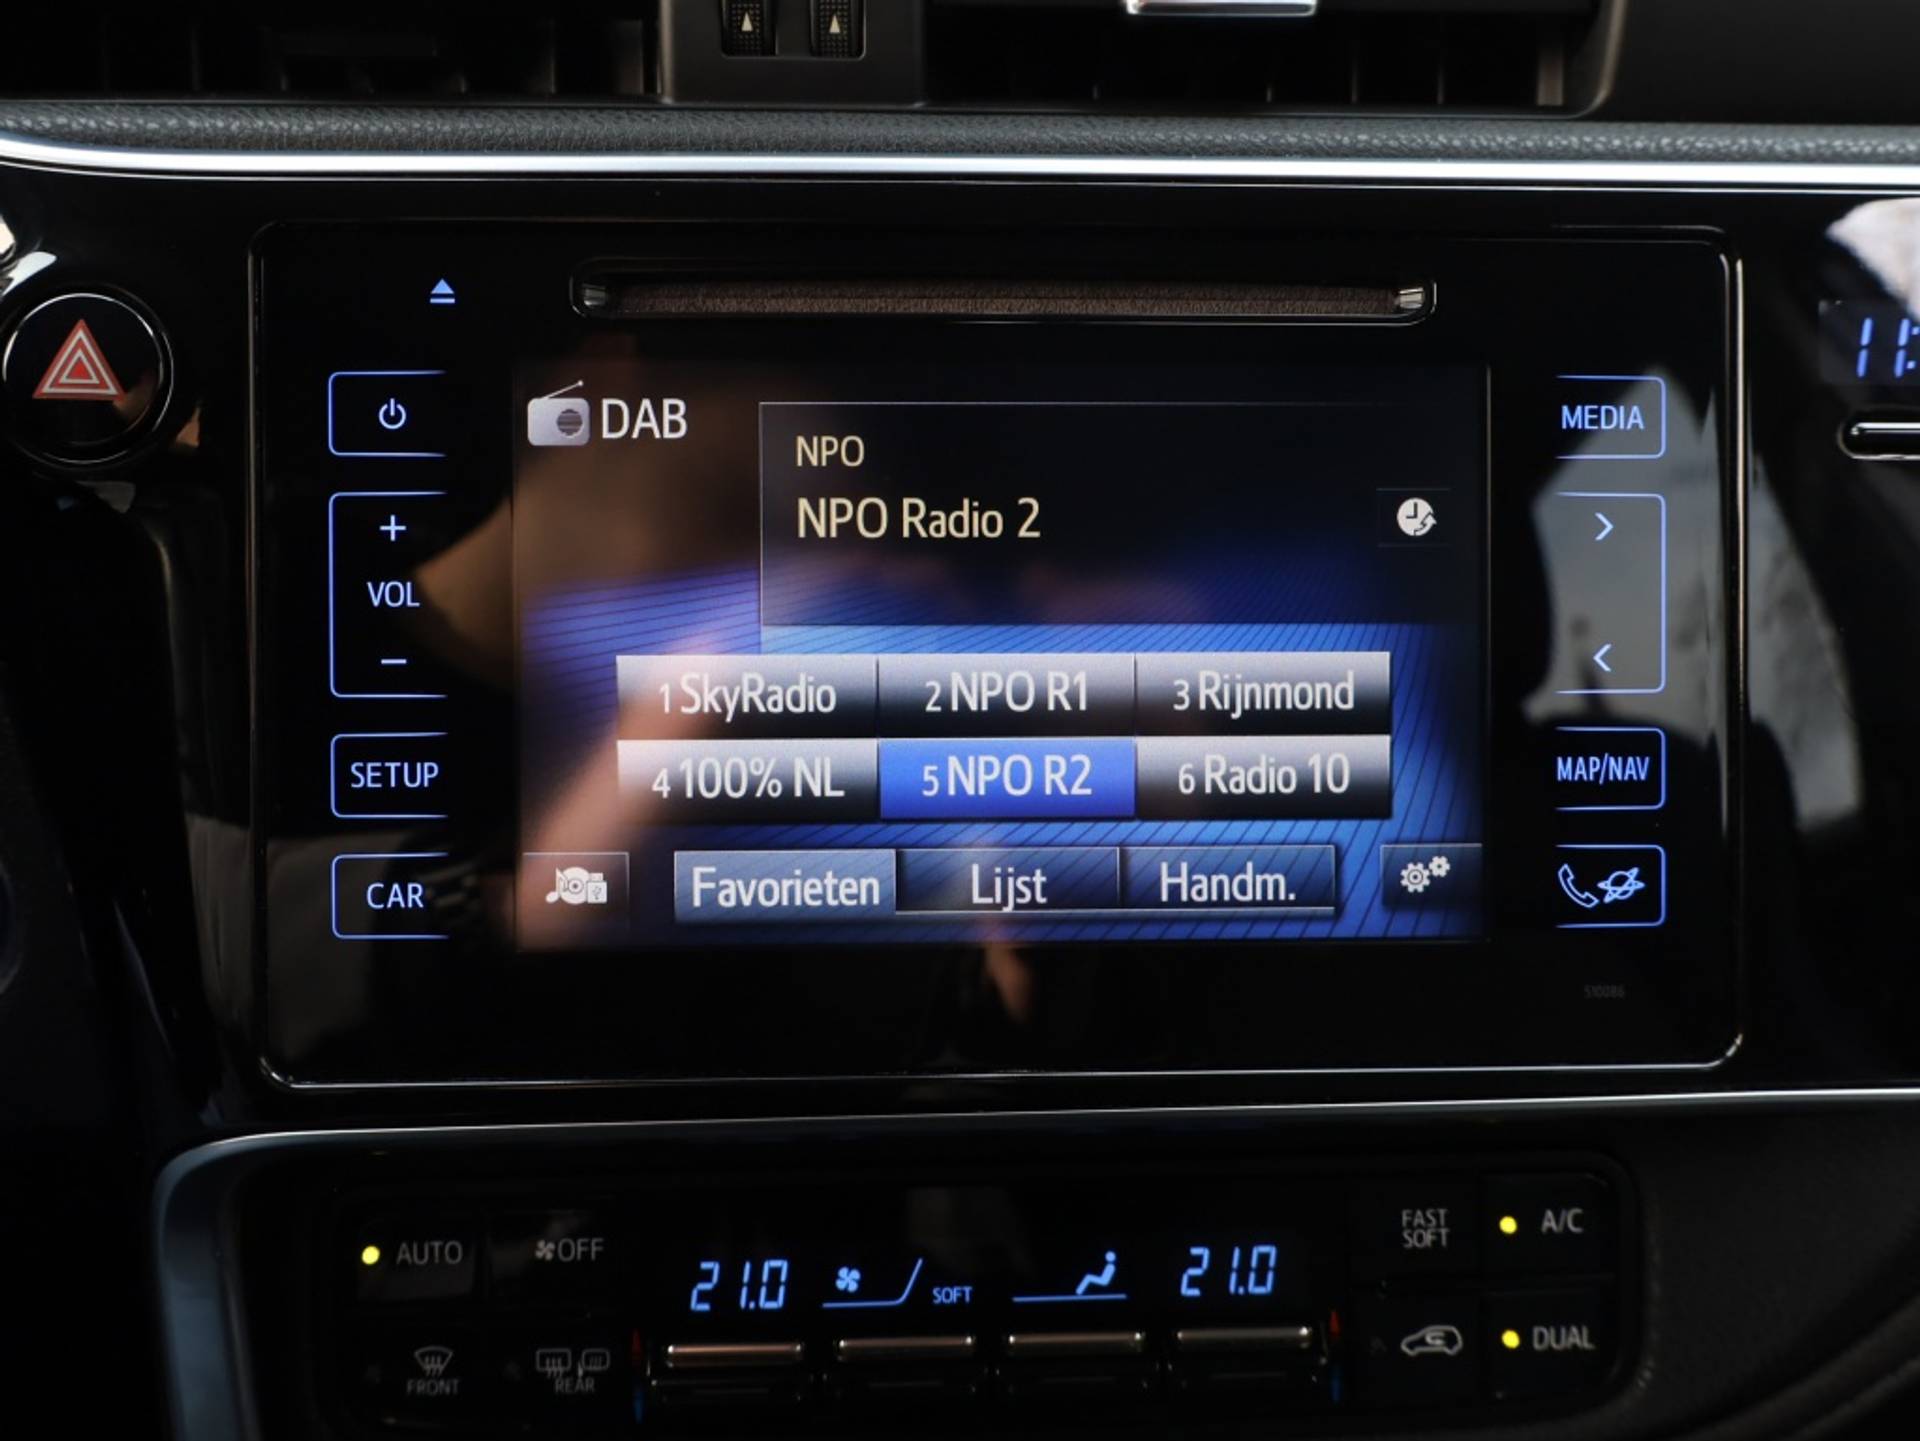 DAB
NPO
NPO Radio 2
1 SkyRadio
2 NPO R1
3 Rijnmond
4 100% NL
5 NPO R2
6 Radio 10
Favorieten
Lijst
Handm.
+
VOL
−
SETUP
CAR
MEDIA
>
<
MAP/NAV
510086
11:
AUTO
OFF
FRONT
REAR
21.0
SOFT
21.0
FAST
SOFT
A/C
DUAL